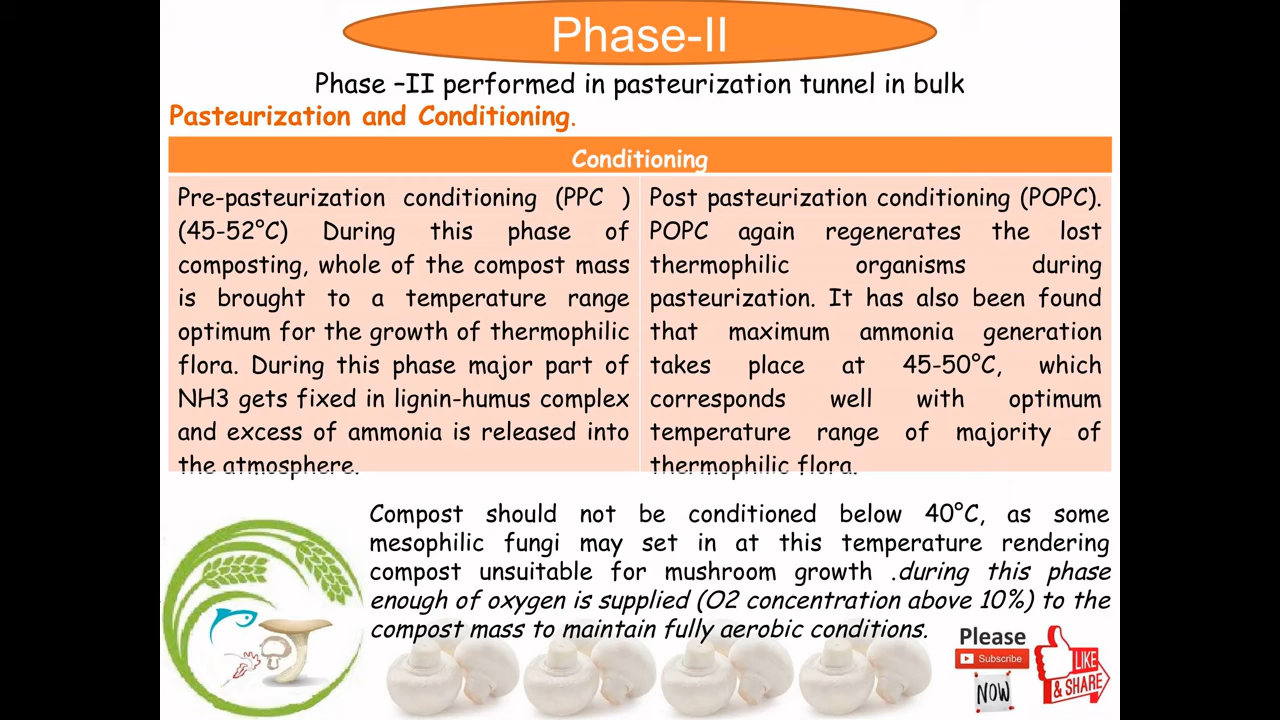 Phase-II
Phase –II performed in pasteurization tunnel in bulk
Pasteurization and Conditioning.
Conditioning
Pre-pasteurization conditioning (PPC )
(45-52°C) During this phase of
composting, whole of the compost mass
is brought to a temperature range
optimum for the growth of thermophilic
flora. During this phase major part of
NH3 gets fixed in lignin-humus complex
and excess of ammonia is released into
the atmosphere.
Post pasteurization conditioning (POPC).
POPC again regenerates the lost
thermophilic organisms during
pasteurization. It has also been found
that maximum ammonia generation
takes place at 45-50°C, which
corresponds well with optimum
temperature range of majority of
thermophilic flora.
Compost should not be conditioned below 40°C, as some
mesophilic fungi may set in at this temperature rendering
compost unsuitable for mushroom growth .during this phase
enough of oxygen is supplied (O2 concentration above 10%) to the
compost mass to maintain fully aerobic conditions.
Please
Subscribe
NOW
LIKE
& SHARE